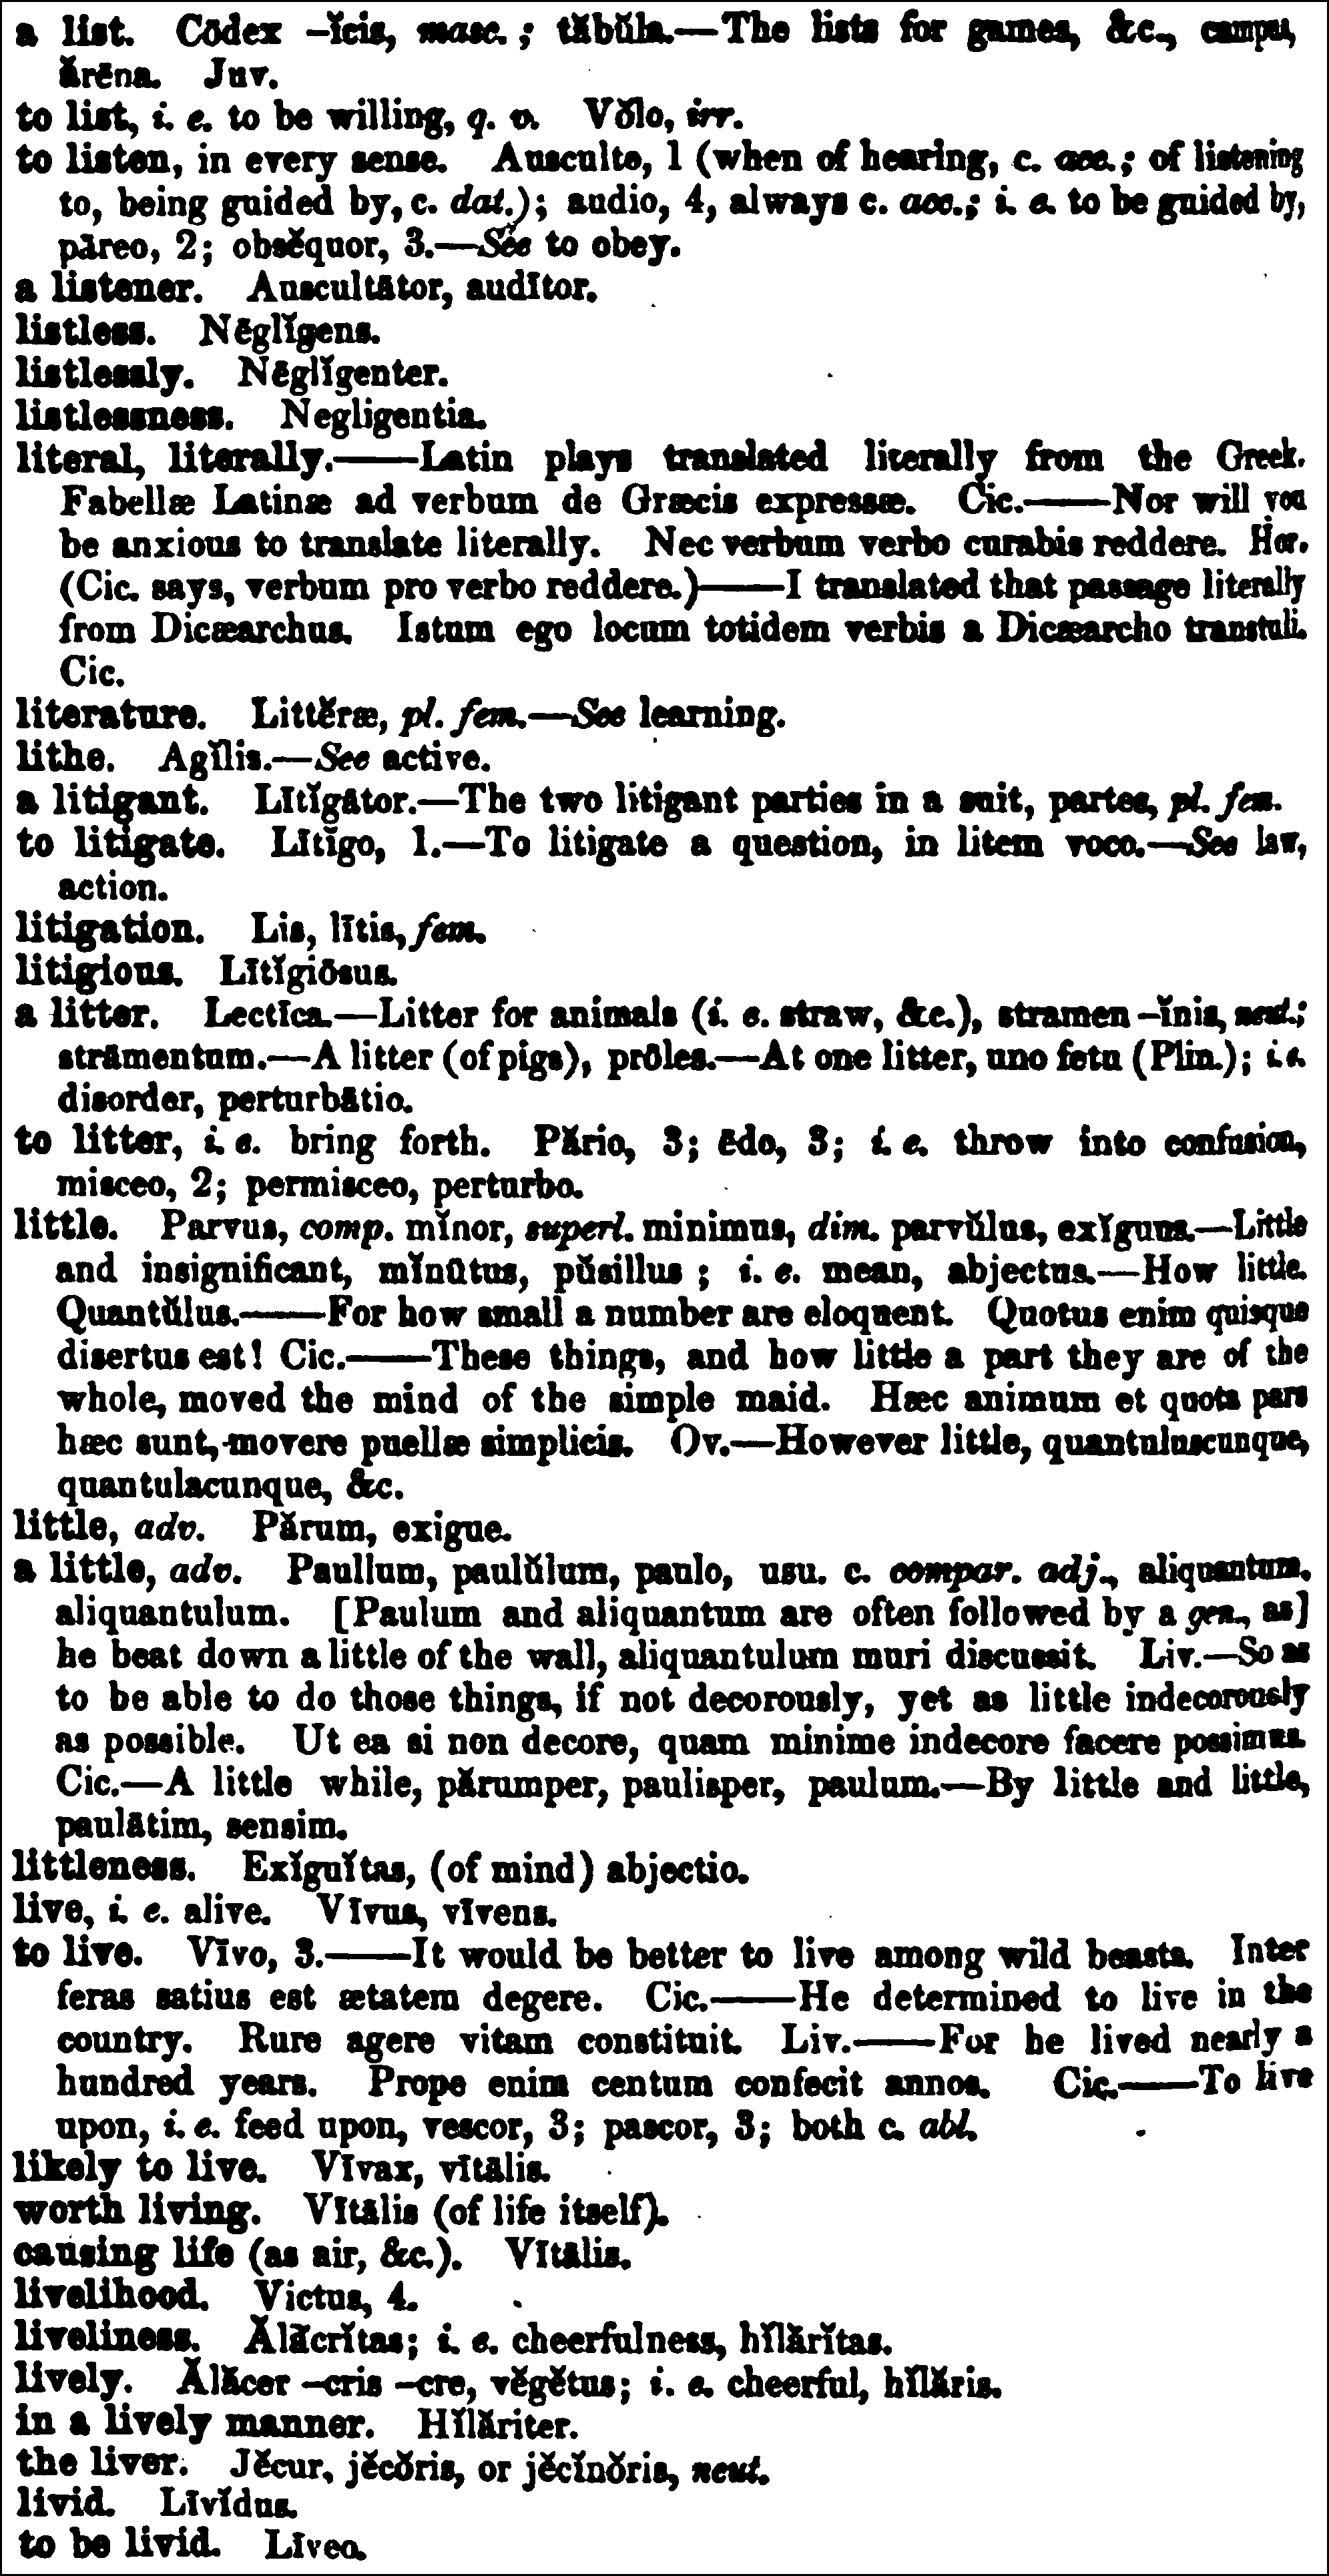 a list. Cōdex –ĭcis, masc.; tăbŭla.—The lists for games, &c., campus,
ărēna. Juv.
to list, i. e. to be willing, q. v. Vŏlo, irr.
to listen, in every sense. Ausculto, 1 (when of hearing, c. acc.; of listening
to, being guided by, c. dat.); audio, 4, always c. acc.; i. e. to be guided by,
pāreo, 2; obsĕquor, 3.—See to obey.
a listener. Auscultātor, audītor.
listless. Nēglĭgens.
listlessly. Nēglĭgenter.
listlessness. Negligentia.
literal, literally.——Latin plays translated literally from the Greek.
Fabellæ Latinæ ad verbum de Græcis expressæ. Cic.——Nor will you
be anxious to translate literally. Nec verbum verbo curabis reddere. Hor.
(Cic. says, verbum pro verbo reddere.)——I translated that passage literally
from Dicæarchus. Istum ego locum totidem verbis a Dicæarcho transtuli.
Cic.
literature. Littĕræ, pl. fem.—See learning.
lithe. Agĭlis.—See active.
a litigant. Lītĭgātor.—The two litigant parties in a suit, partes, pl. fem.
to litigate. Lītĭgo, 1.—To litigate a question, in litem voco.—See law,
action.
litigation. Lis, lītis, fem.
litigious. Lītĭgiōsus.
a litter. Lectīca.—Litter for animals (i. e. straw, &c.), stramen –ĭnis, neut.;
strāmentum.—A litter (of pigs), prōles.—At one litter, uno fetu (Plin.); i.e.
disorder, perturbātio.
to litter, i. e. bring forth. Părio, 3; ēdo, 3; i. e. throw into confusion,
misceo, 2; permisceo, perturbo.
little. Parvus, comp. mĭnor, superl. minimus, dim. parvŭlus, exĭguus.—Little
and insignificant, mĭnūtus, pŭsillus; i. e. mean, abjectus.—How little.
Quantŭlus.——For how small a number are eloquent. Quotus enim quisque
disertus est! Cic.——These things, and how little a part they are of the
whole, moved the mind of the simple maid. Hæc animum et quota pars
hæc sunt, movere puellæ simplicis. Ov.—However little, quantuluscunque,
quantulacunque, &c.
little, adv. Părum, exigue.
a little, adv. Paullum, paulŭlum, paulo, usu. c. compar. adj., aliquantum,
aliquantulum. [Paulum and aliquantum are often followed by a gen., as]
he beat down a little of the wall, aliquantulum muri discussit. Liv.—So as
to be able to do those things, if not decorously, yet as little indecorously
as possible. Ut ea si non decore, quam minime indecore facere possimus.
Cic.—A little while, părumper, paulisper, paulum.—By little and little,
paulātim, sensim.
littleness. Exĭguĭtas, (of mind) abjectio.
live, i. e. alive. Vīvus, vīvens.
to live. Vīvo, 3.——It would be better to live among wild beasts. Inter
feras satius est ætatem degere. Cic.——He determined to live in the
country. Rure agere vitam constituit. Liv.——For he lived nearly a
hundred years. Prope enim centum confecit annos. Cic.——To live
upon, i. e. feed upon, vescor, 3; pascor, 3; both c. abl.
likely to live. Vīvax, vītālis.
worth living. Vītālis (of life itself).
causing life (as air, &c.). Vītālis.
livelihood. Victus, 4.
liveliness. Ălăcrĭtas; i. e. cheerfulness, hĭlărĭtas.
lively. Ălăcer –cris –cre, vĕgĕtus; i. e. cheerful, hĭlăris.
in a lively manner. Hĭlăriter.
the liver. Jĕcur, jĕcŏris, or jĕcĭnŏris, neut.
livid. Līvĭdus.
to be livid. Līveo.